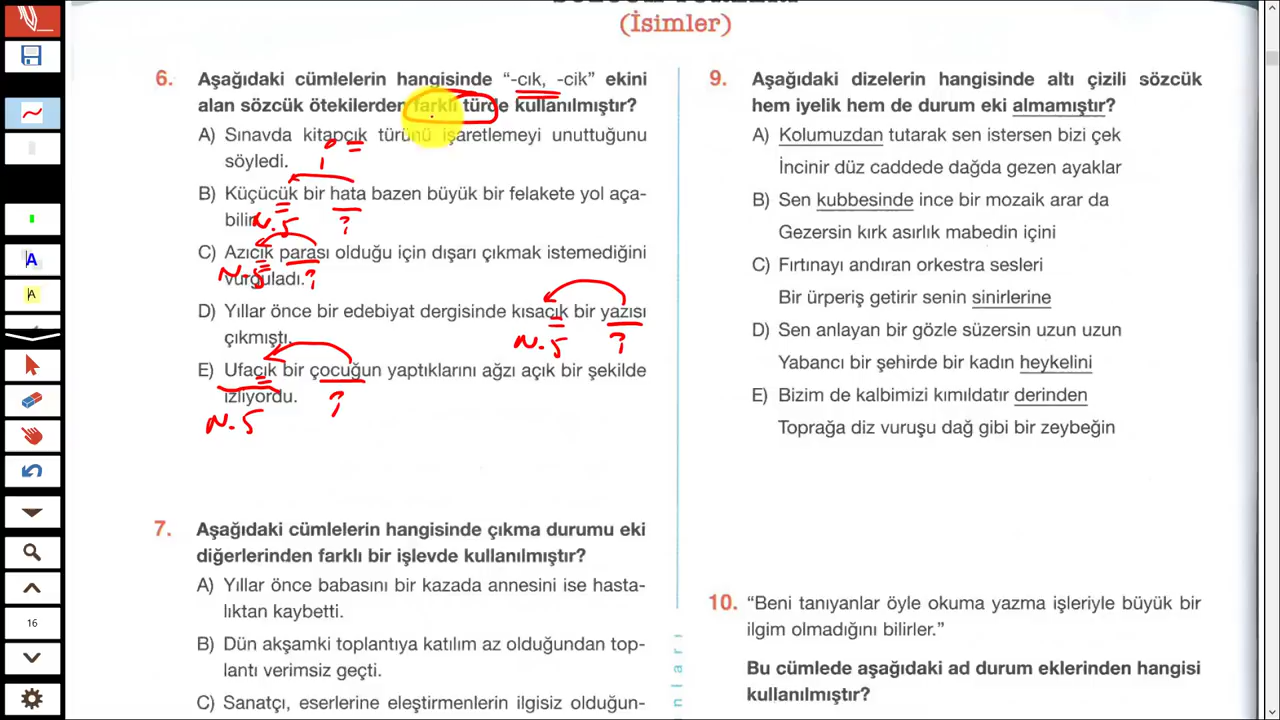 (İsimler)
6. Aşağıdaki cümlelerin hangisinde “-cık, -cik” ekini
alan sözcük ötekilerden farklı türde kullanılmıştır?
A) Sınavda kitapçık türünü işaretlemeyi unuttuğunu
söyledi.
B) Küçücük bir hata bazen büyük bir felakete yol aça-
bilir.
C) Azıcık parası olduğu için dışarı çıkmak istemediğini
vurguladı.
D) Yıllar önce bir edebiyat dergisinde kısacık bir yazısı
çıkmıştı.
E) Ufacık bir çocuğun yaptıklarını ağzı açık bir şekilde
izliyordu.
N.S ?
N.S ?
N.S ?
N.S ?
7. Aşağıdaki cümlelerin hangisinde çıkma durumu eki
diğerlerinden farklı bir işlevde kullanılmıştır?
A) Yıllar önce babasını bir kazada annesini ise hasta-
lıktan kaybetti.
B) Dün akşamki toplantıya katılım az olduğundan top-
lantı verimsiz geçti.
C) Sanatçı, eserlerine eleştirmenlerin ilgisiz olduğun-
9. Aşağıdaki dizelerin hangisinde altı çizili sözcük
hem iyelik hem de durum eki almamıştır?
A) Kolumuzdan tutarak sen istersen bizi çek
İncinir düz caddede dağda gezen ayaklar
B) Sen kubbesinde ince bir mozaik arar da
Gezersin kırk asırlık mabedin içini
C) Fırtınayı andıran orkestra sesleri
Bir ürperiş getirir senin sinirlerine
D) Sen anlayan bir gözle süzersin uzun uzun
Yabancı bir şehirde bir kadın heykelini
E) Bizim de kalbimizi kımıldatır derinden
Toprağa diz vuruşu dağ gibi bir zeybeğin
10. “Beni tanıyanlar öyle okuma yazma işleriyle büyük bir
ilgim olmadığını bilirler.”
Bu cümlede aşağıdaki ad durum eklerinden hangisi
kullanılmıştır?
A
A
16